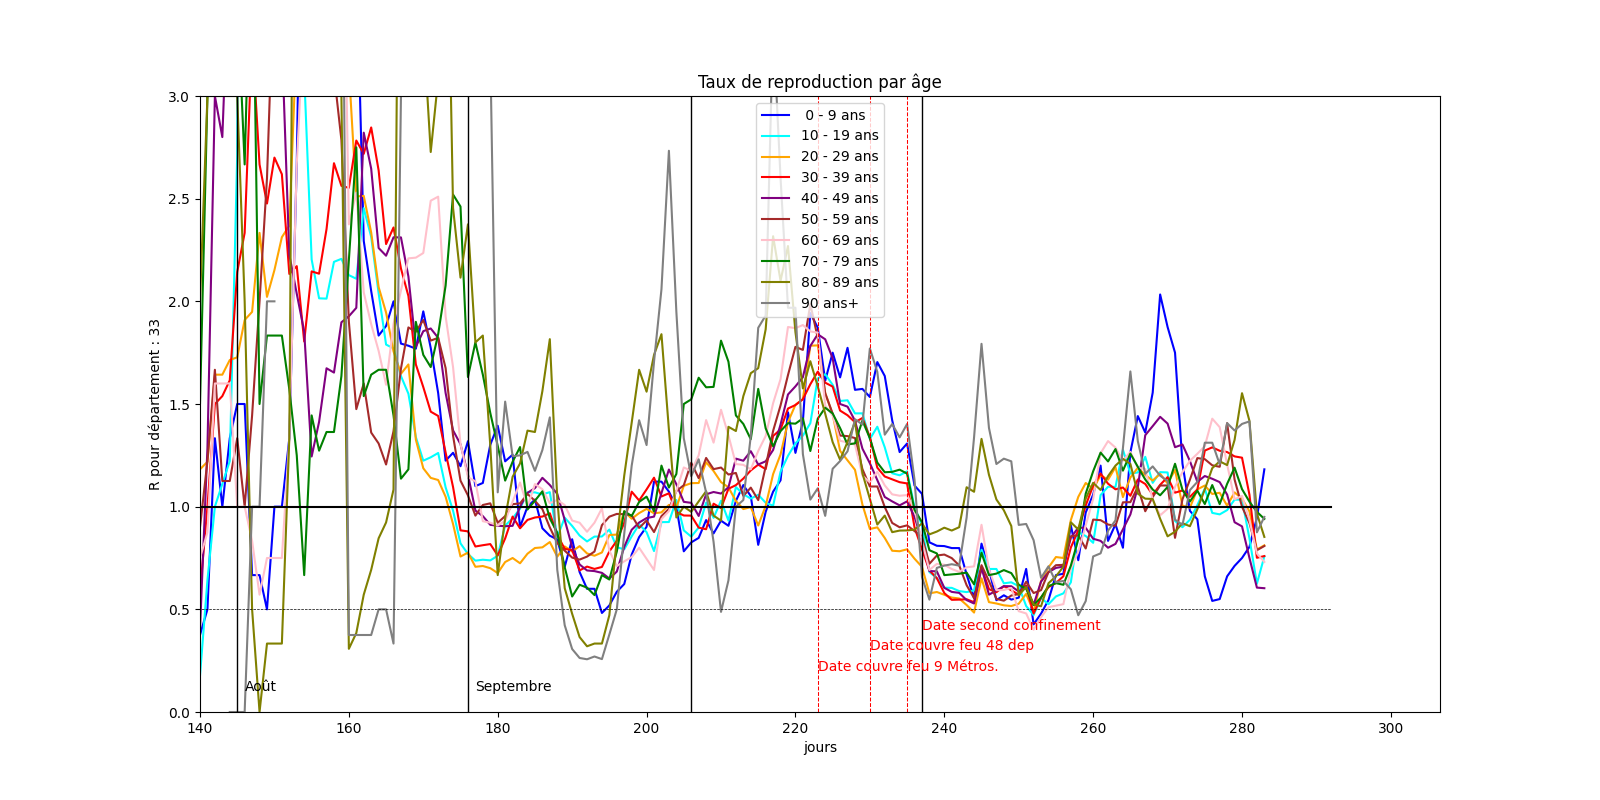 Taux de reproduction par âge
R pour département : 33
3.0
2.5
2.0
1.5
1.0
0.5
0.0
0 - 9 ans
10 - 19 ans
20 - 29 ans
30 - 39 ans
40 - 49 ans
50 - 59 ans
60 - 69 ans
70 - 79 ans
80 - 89 ans
90 ans+
Date second confinement
Date couvre feu 48 dep
Date couvre feu 9 Métros.
Août
Septembre
140 160 180 200 220 240 260 280 300
jours